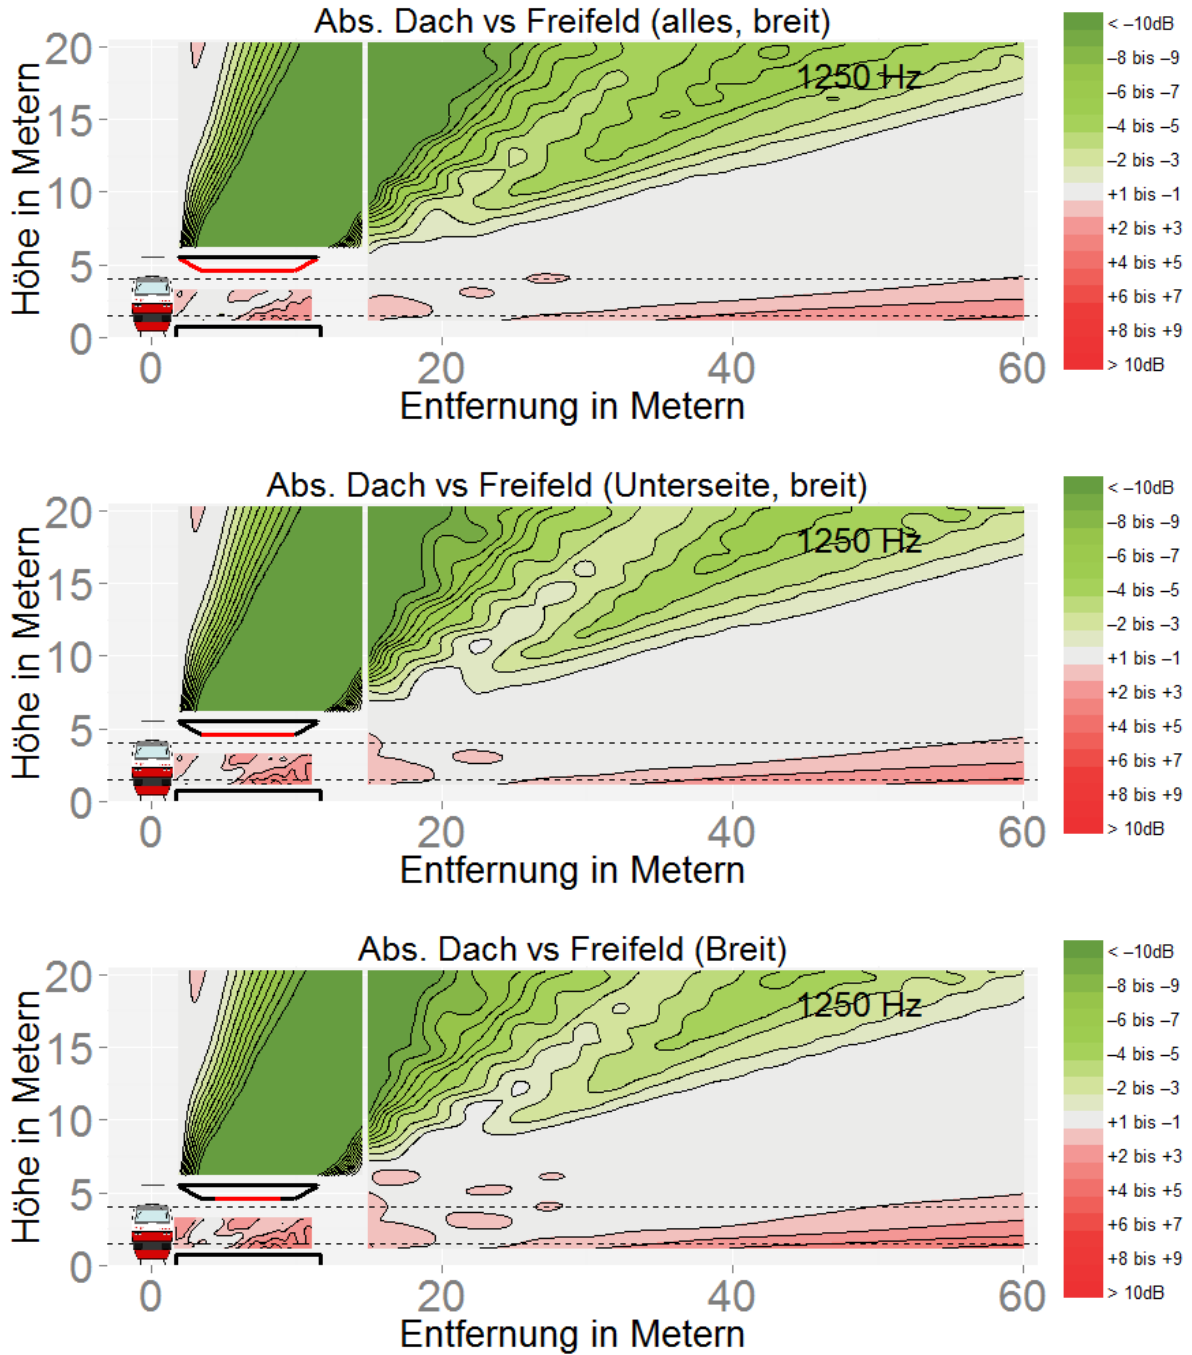 Abs. Dach vs Freifeld (alles, breit)
1250 Hz
Höhe in Metern
20
15
10
5
0
0
20
40
60
Entfernung in Metern
< –10dB
–8 bis –9
–6 bis –7
–4 bis –5
–2 bis –3
+1 bis –1
+2 bis +3
+4 bis +5
+6 bis +7
+8 bis +9
> 10dB
Abs. Dach vs Freifeld (Unterseite, breit)
1250 Hz
Höhe in Metern
20
15
10
5
0
0
20
40
60
Entfernung in Metern
< –10dB
–8 bis –9
–6 bis –7
–4 bis –5
–2 bis –3
+1 bis –1
+2 bis +3
+4 bis +5
+6 bis +7
+8 bis +9
> 10dB
Abs. Dach vs Freifeld (Breit)
1250 Hz
Höhe in Metern
20
15
10
5
0
0
20
40
60
Entfernung in Metern
< –10dB
–8 bis –9
–6 bis –7
–4 bis –5
–2 bis –3
+1 bis –1
+2 bis +3
+4 bis +5
+6 bis +7
+8 bis +9
> 10dB